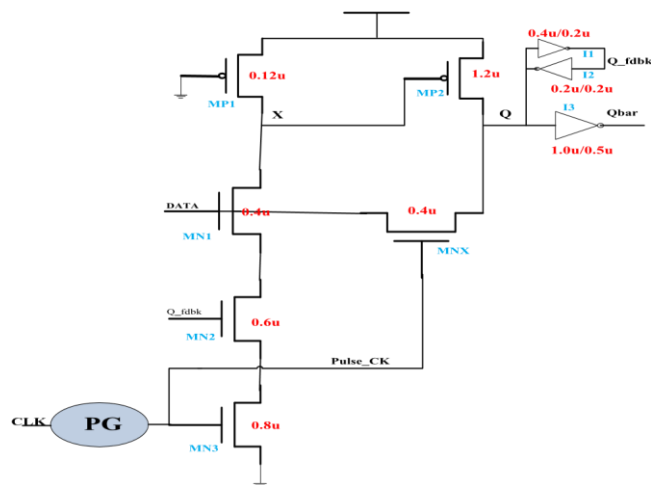 0.4u/0.2u
I1
Q_fdbk
I2
0.2u/0.2u
0.12u
MP1
1.2u
MP2
X
Q
I3
Qbar
1.0u/0.5u
DATA
0.4u
MN1
0.4u
MNX
Q_fdbk
0.6u
MN2
Pulse_CK
CLK
PG
0.8u
MN3